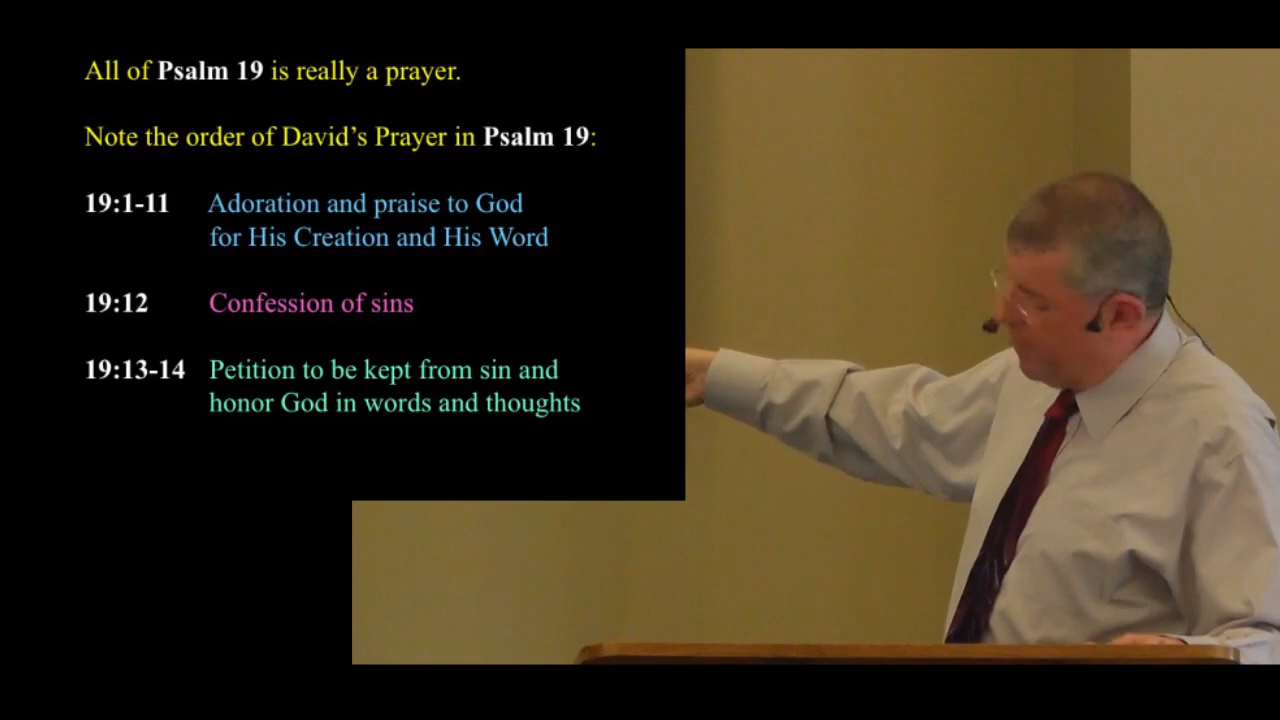 All of Psalm 19 is really a prayer.
Note the order of David’s Prayer in Psalm 19:
19:1-11 Adoration and praise to God
for His Creation and His Word
19:12 Confession of sins
19:13-14 Petition to be kept from sin and
honor God in words and thoughts